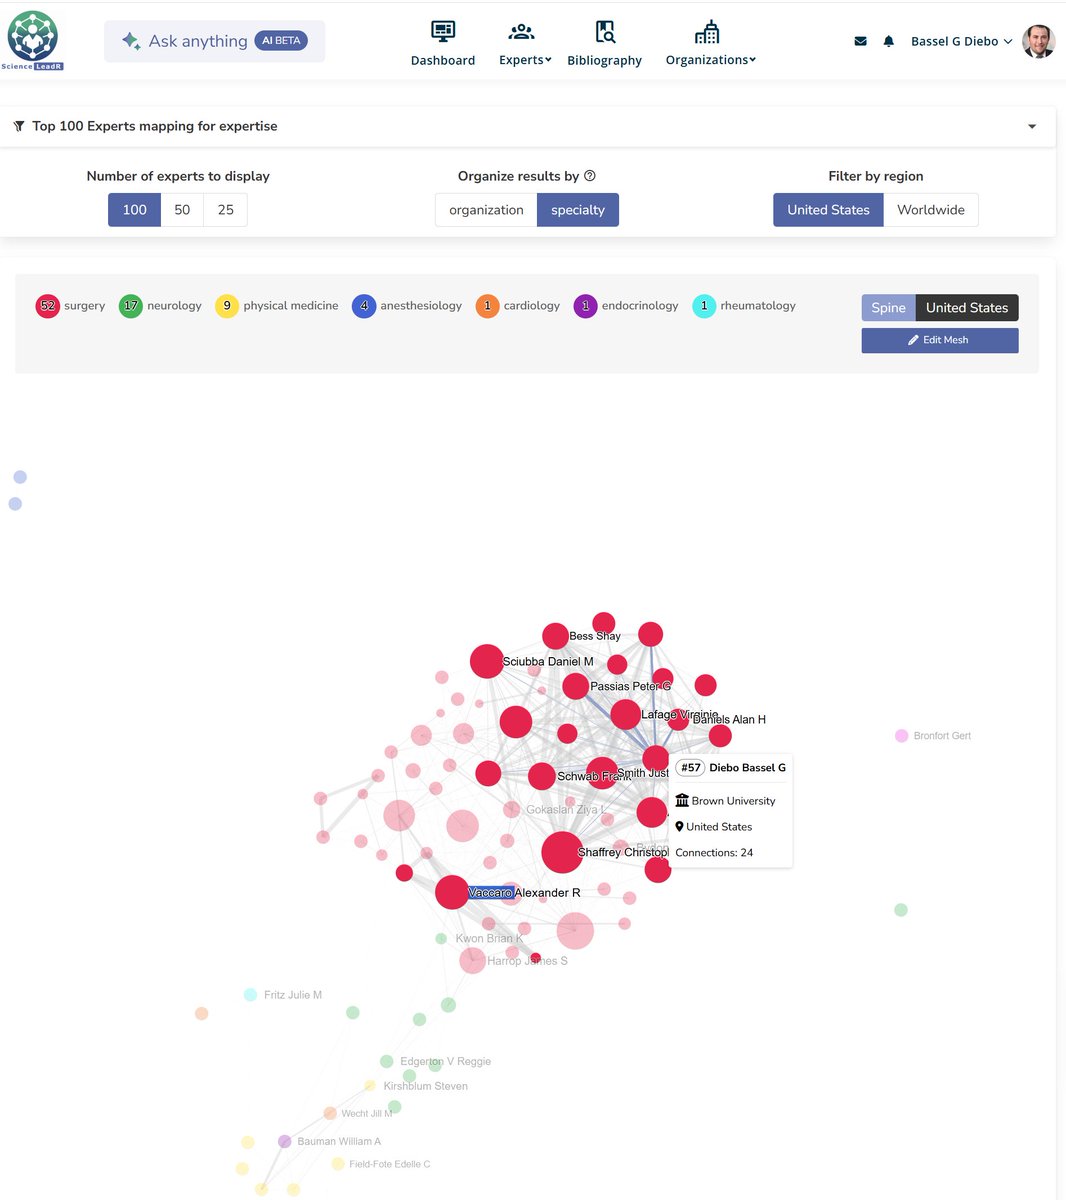 Science LeadR
Ask anything AI BETA
Dashboard
Experts
Bibliography
Organizations
Bassel G Diebo
Top 100 Experts mapping for expertise
Number of experts to display
100 50 25
Organize results by
organization specialty
Filter by region
United States Worldwide
52 surgery 17 neurology 9 physical medicine 4 anesthesiology 1 cardiology 1 endocrinology 1 rheumatology
Spine United States
Edit Mesh
Bess Shay
Sciubba Daniel M
Passias Peter G
Lafage Virginie
Daniels Alan H
Bronfort Gert
Schwab Frank
Smith Just
#57 Diebo Bassel G
Brown University
United States
Connections: 24
Gokaslan Ziya L
Shaffrey Christop
Vaccaro Alexander R
Kwon Brian K
Harrop James S
Fritz Julie M
Edgerton V Reggie
Kirshblum Steven
Wecht Jill M
Bauman William A
Field-Fote Edelle C